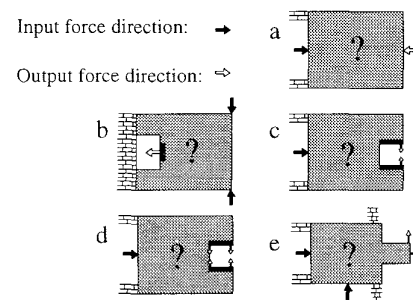 Input force direction:
a
?
Output force direction:
b
?
c
?
d
?
e
?